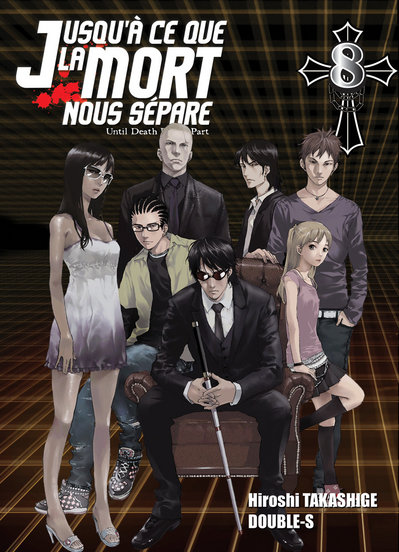 JUSQU'À CE QUE
LA MORT
NOUS SÉPARE
Until Death Part
8
Hiroshi TAKASHIGE
DOUBLE-S